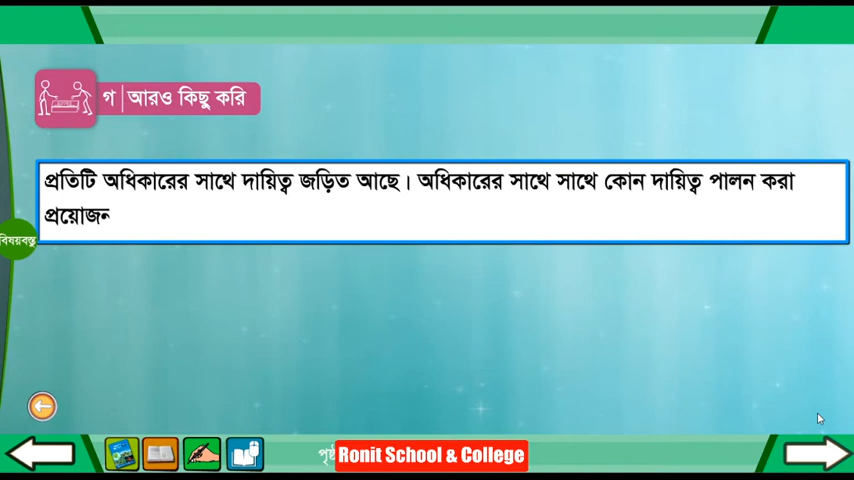 গ | আরও কিছু করি
প্রতিটি অধিকারের সাথে দায়িত্ব জড়িত আছে। অধিকারের সাথে সাথে কোন দায়িত্ব পালন করা
প্রয়োজন
বিষয়বস্তু
Ronit School & College